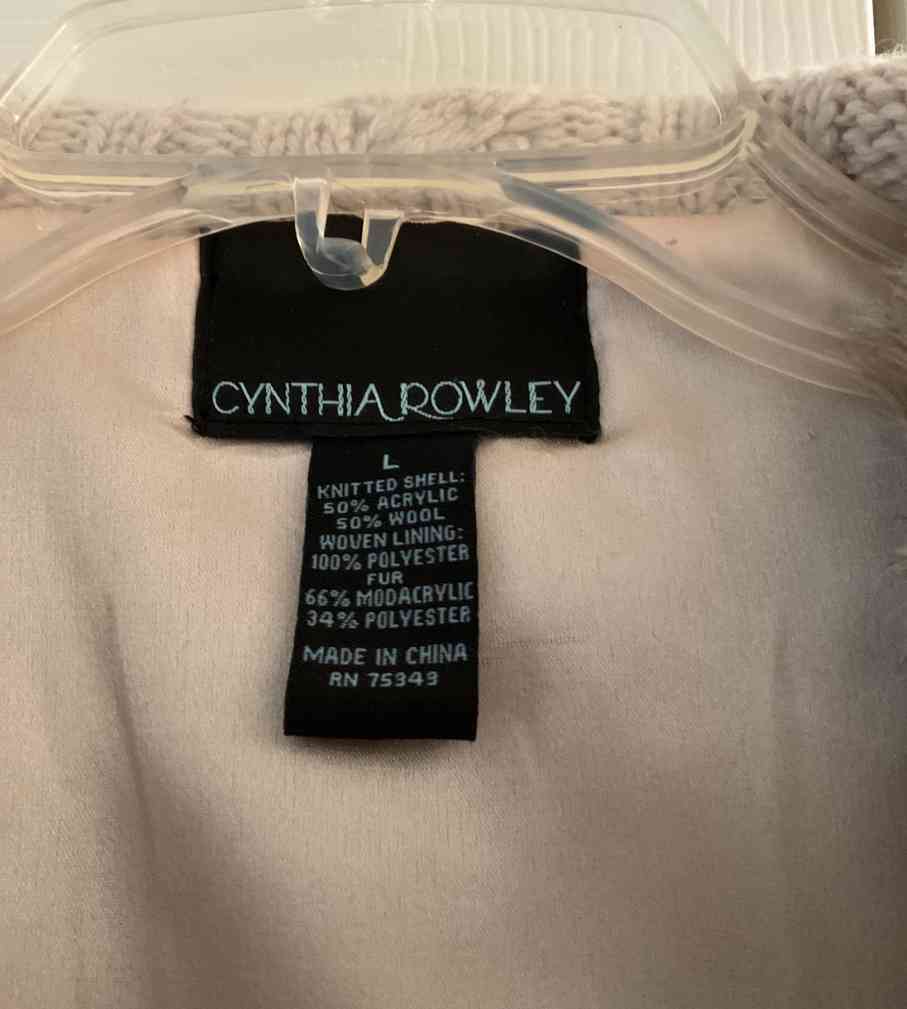 CYNTHIA ROWLEY
L
KNITTED SHELL:
50% ACRYLIC
50% WOOL
WOVEN LINING:
100% POLYESTER
FUR
66% MODACRYLIC
34% POLYESTER
MADE IN CHINA
RN 75343